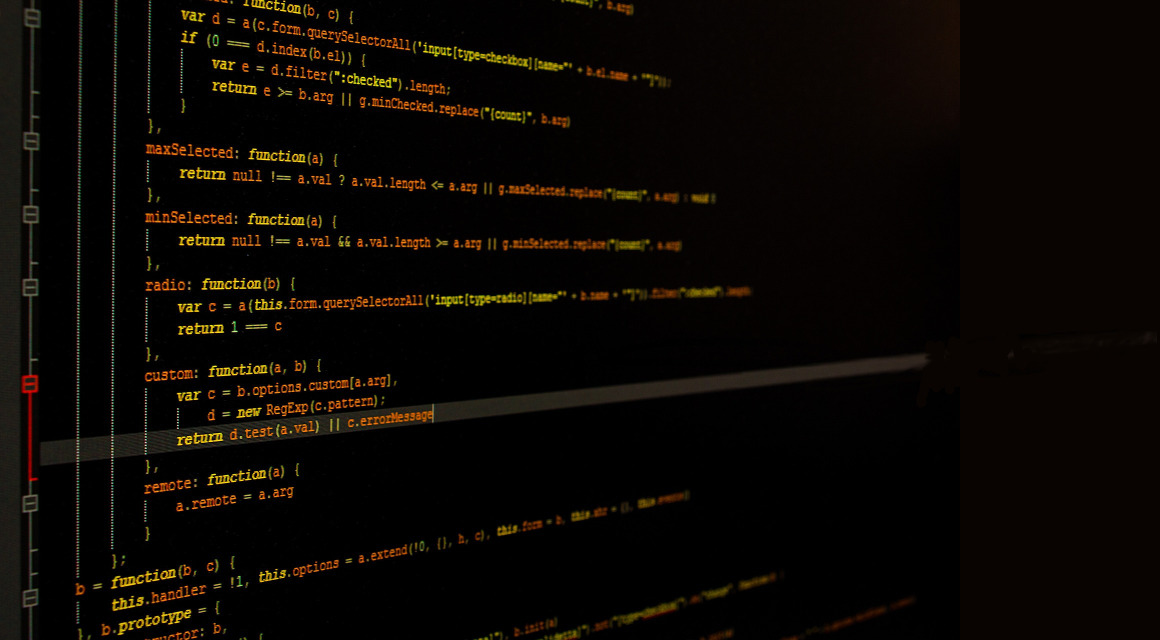 function(b, c) {
var d = a(c.form.querySelectorAll('input[type=checkbox][name="' + b.el.name + '"]'));
if (0 === d.index(b.el)) {
var e = d.filter(":checked").length;
return e >= b.arg || g.minChecked.replace("{count}", b.arg)
}
},
maxSelected: function(a) {
return null !== a.val ? a.val.length <= a.arg || g.maxSelected.replace("{count}", a.arg) : void 0
},
minSelected: function(a) {
return null !== a.val && a.val.length >= a.arg || g.minSelected.replace("{count}", a.arg)
},
radio: function(b) {
var c = a(this.form.querySelectorAll('input[type=radio][name="' + b.name + '"]')).filter(":checked").length;
return 1 === c
},
custom: function(a, b) {
var c = b.options.custom[a.arg],
d = new RegExp(c.pattern);
return d.test(a.val) || c.errorMessage
},
remote: function(a) {
a.remote = a.arg
}
};
b = function(b, c) {
this.handler = !1, this.options = a.extend(!0, {}, h, c), this.form = b, this.xhr = {}, this.events()
}, b.prototype = {
b, b.init(a)